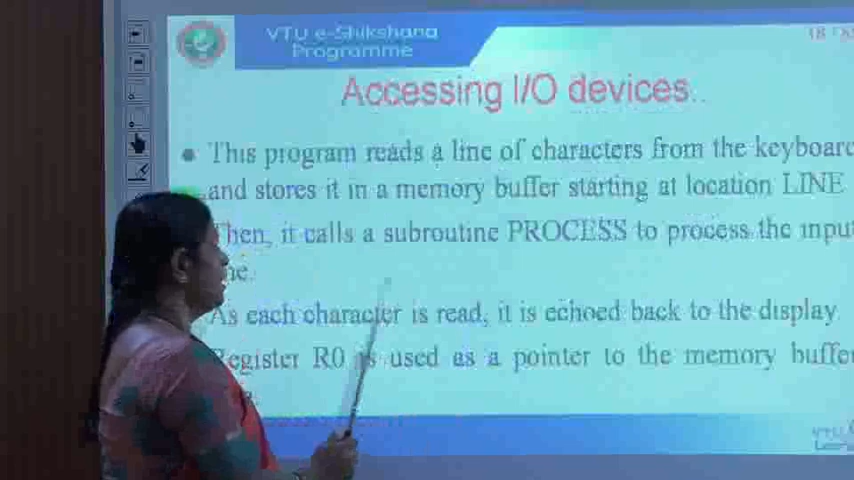 VTU e-Shikshana
Programme
Accessing I/O devices..
This program reads a line of characters from the keyboard
and stores it in a memory buffer starting at location LINE
Then, it calls a subroutine PROCESS to process the input
As each character is read, it is echoed back to the display
Register R0 is used as a pointer to the memory buffer
VTU